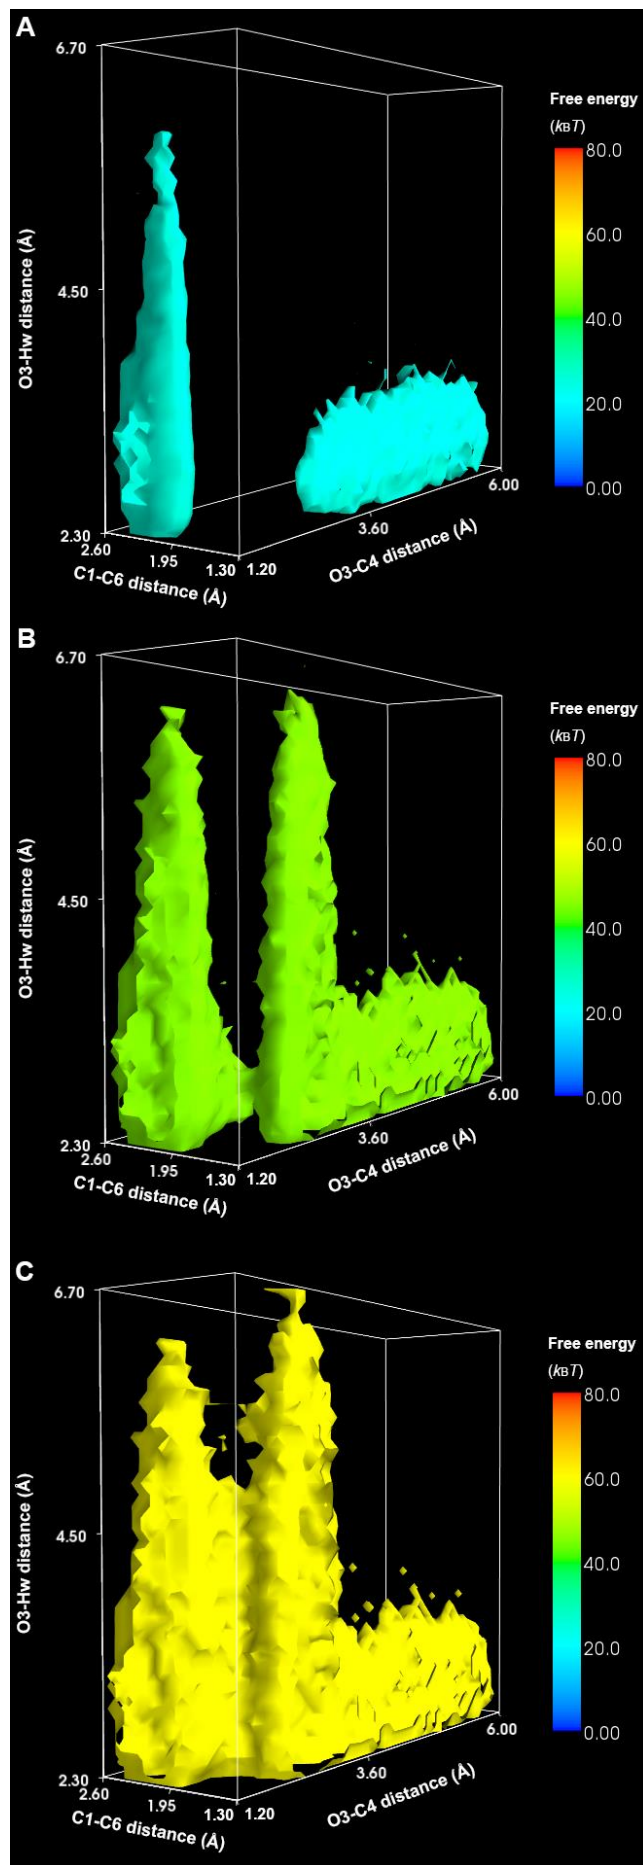 A
6.70
Free energy
(kBT)
80.0
60.0
O3-Hw distance (Å)
4.50
40.0
20.0
0.00
6.00
2.30
2.60
3.60
O3-C4 distance (Å)
1.95
1.30
1.20
C1-C6 distance (Å)
B
6.70
Free energy
(kBT)
80.0
60.0
O3-Hw distance (Å)
4.50
40.0
20.0
0.00
6.00
2.30
2.60
3.60
O3-C4 distance (Å)
1.95
1.30
1.20
C1-C6 distance (Å)
C
6.70
Free energy
(kBT)
80.0
60.0
O3-Hw distance (Å)
4.50
40.0
20.0
0.00
6.00
2.30
2.60
3.60
O3-C4 distance (Å)
1.95
1.30
1.20
C1-C6 distance (Å)